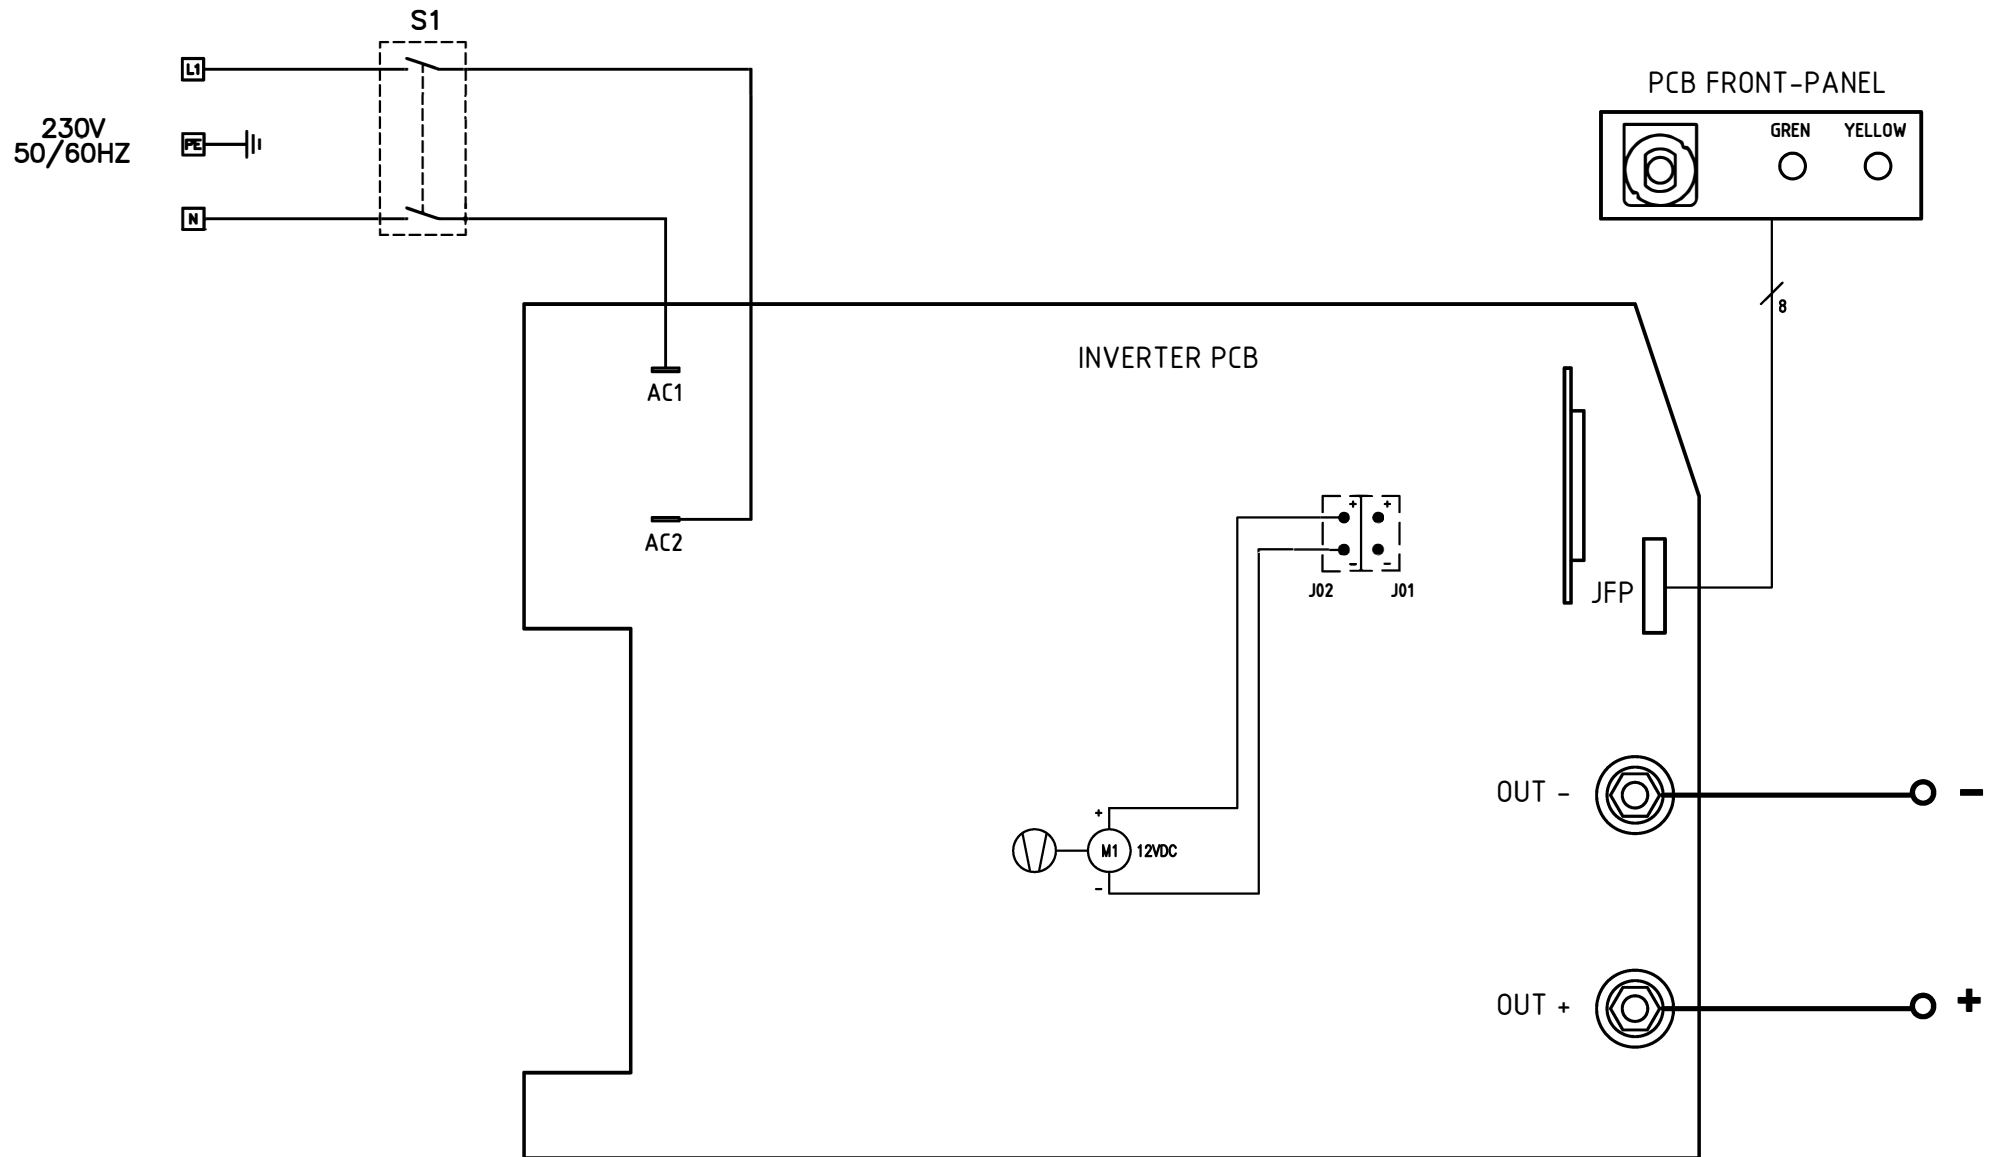 S1
L1
PCB FRONT-PANEL
230V
50/60HZ
PE
GREN
YELLOW
N
8
INVERTER PCB
AC1
AC2
+
+
-
-
J02
J01
JFP
OUT -
-
+
M1
12VDC
-
OUT +
+